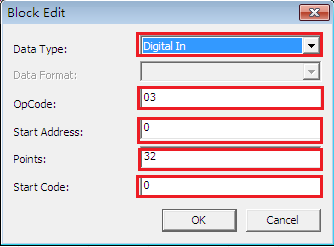 Block Edit
Data Type: Digital In
Data Format:
OpCode: 03
Start Address: 0
Points: 32
Start Code: 0
OK Cancel